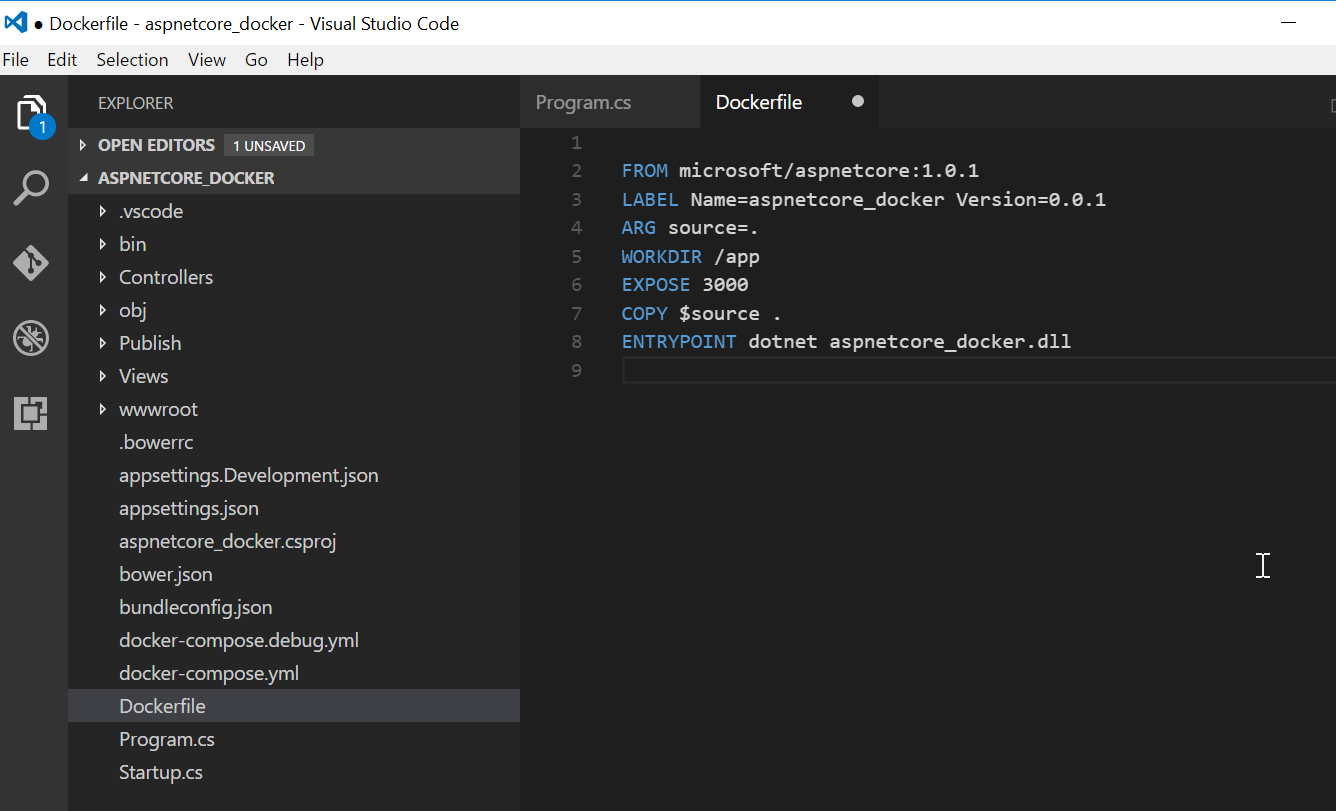 ● Dockerfile - aspnetcore_docker - Visual Studio Code
File Edit Selection View Go Help
1
EXPLORER
OPEN EDITORS 1 UNSAVED
ASPNETCORE_DOCKER
.vscode
bin
Controllers
obj
Publish
Views
wwwroot
.bowerrc
appsettings.Development.json
appsettings.json
aspnetcore_docker.csproj
bower.json
bundleconfig.json
docker-compose.debug.yml
docker-compose.yml
Dockerfile
Program.cs
Startup.cs
Program.cs Dockerfile ●
1
2 FROM microsoft/aspnetcore:1.0.1
3 LABEL Name=aspnetcore_docker Version=0.0.1
4 ARG source=.
5 WORKDIR /app
6 EXPOSE 3000
7 COPY $source .
8 ENTRYPOINT dotnet aspnetcore_docker.dll
9